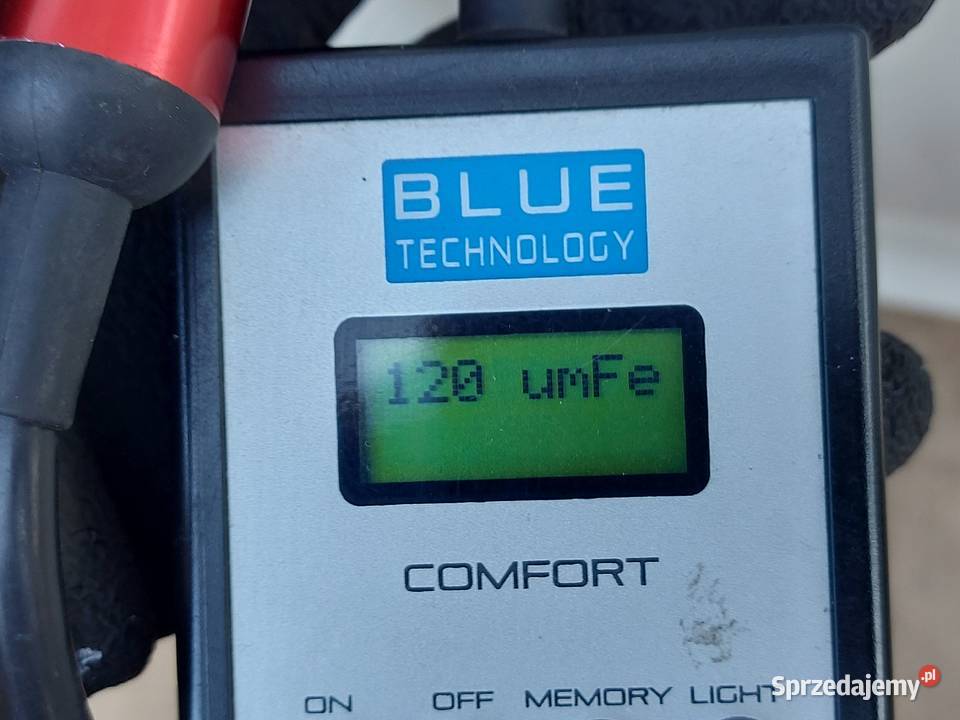 BLUE
TECHNOLOGY
120 umFe
COMFORT
ON OFF MEMORY LIGHT
Sprzedajemy.pl